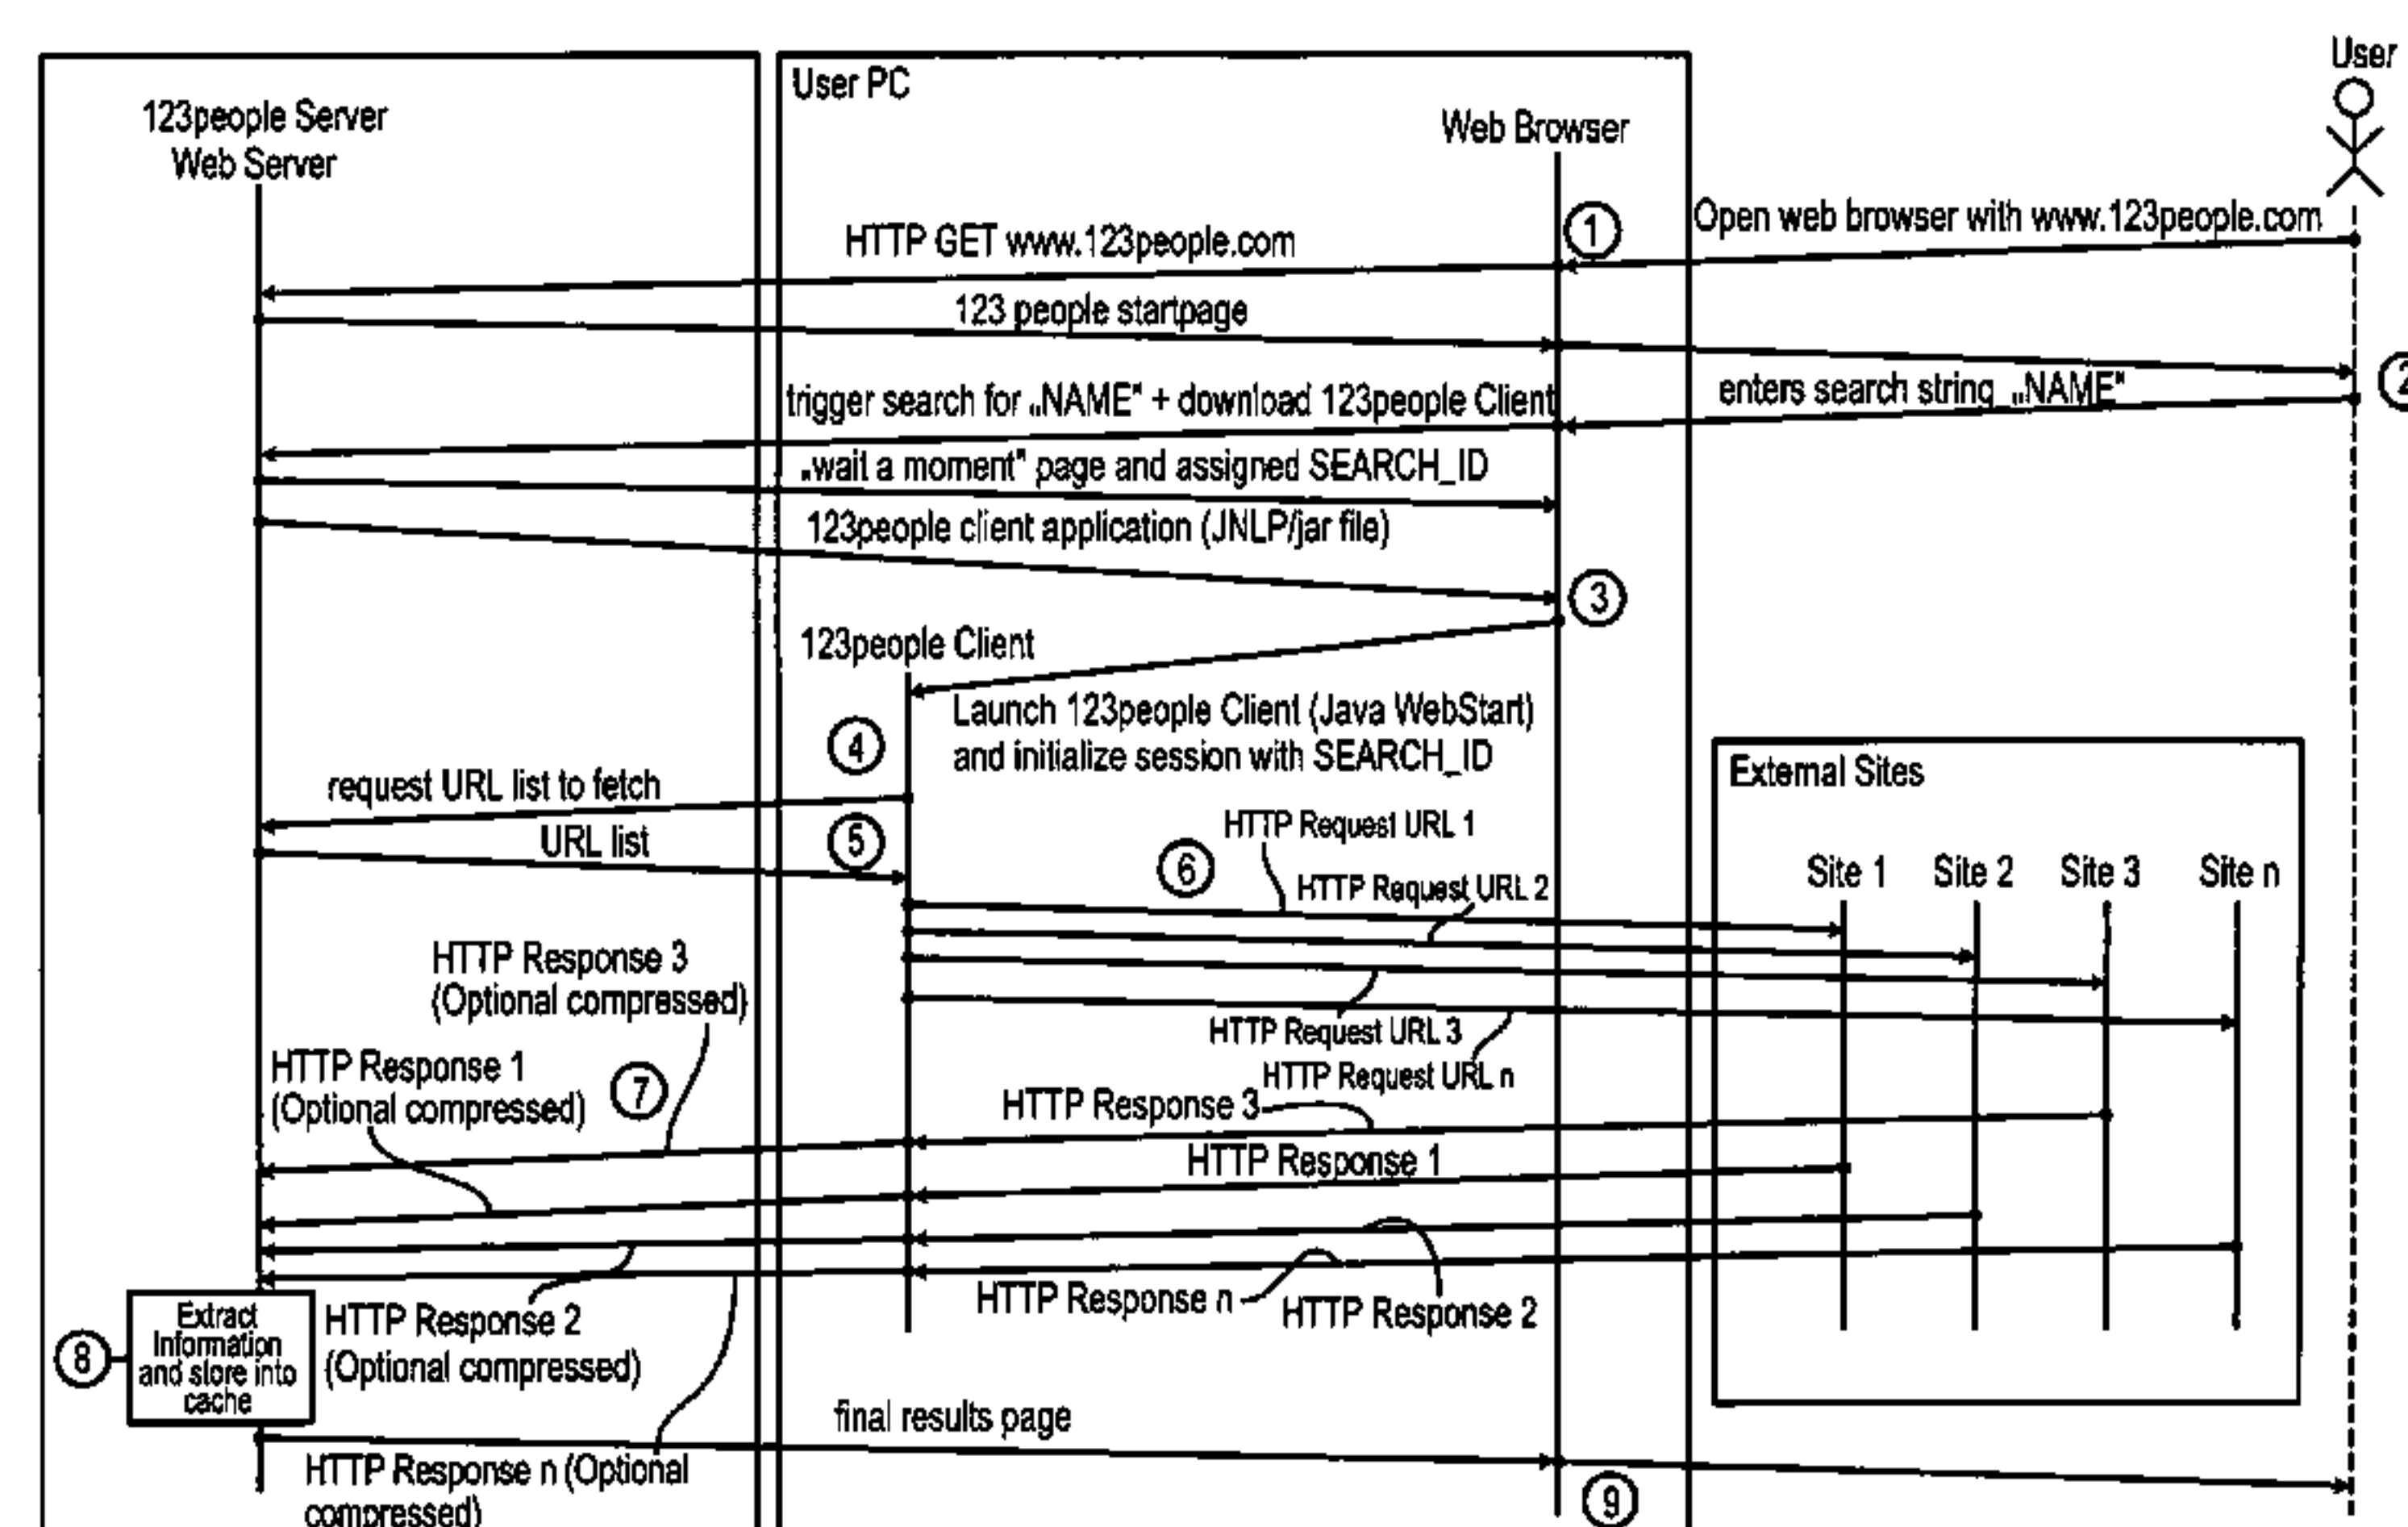 User
User PC
123people Server
Web Server
Web Browser
Open web browser with www.123people.com
①
HTTP GET www.123people.com
123 people startpage
②
enters search string „NAME"
trigger search for „NAME" + download 123people Client
„wait a moment" page and assigned SEARCH_ID
123people client application (JNLP/jar file)
③
123people Client
Launch 123people Client (Java WebStart)
and initialize session with SEARCH_ID
④
External Sites
request URL list to fetch
URL list
⑤
⑥
HTTP Request URL 1
HTTP Request URL 2
Site 1
Site 2
Site 3
Site n
HTTP Response 3
(Optional compressed)
HTTP Request URL 3
HTTP Request URL n
HTTP Response 1
(Optional compressed)
⑦
HTTP Response 3
HTTP Response 1
HTTP Response n
HTTP Response 2
⑧
Extract
Information
and store into
cache
HTTP Response 2
(Optional compressed)
final results page
HTTP Response n (Optional
compressed)
⑨